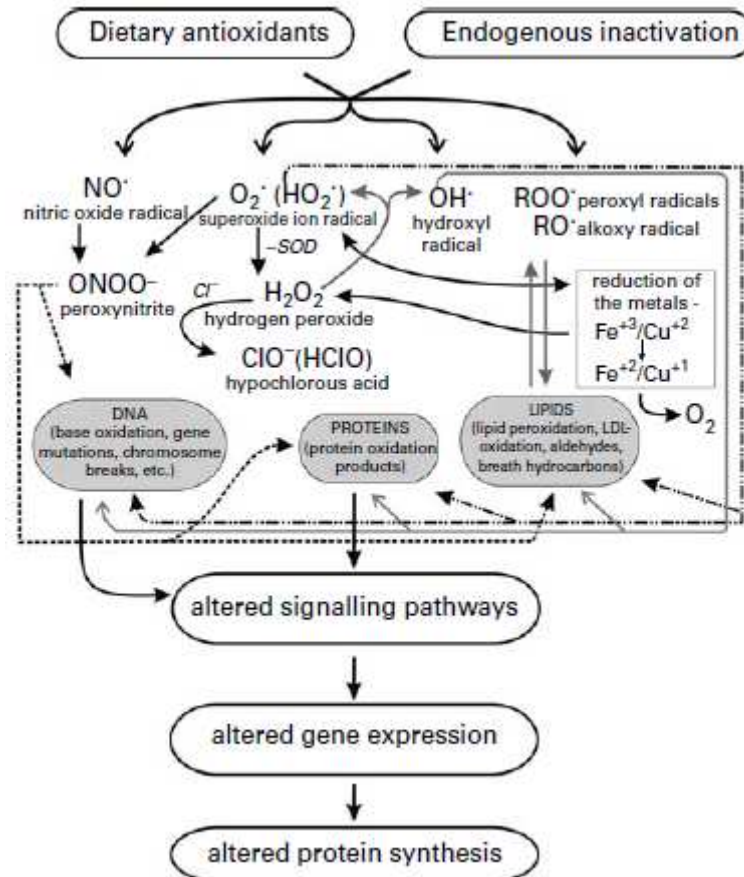 Dietary antioxidants
Endogenous inactivation
NO·
nitric oxide radical
O₂·(HO₂·)
superoxide ion radical
OH·
hydroxyl
radical
ROO·peroxyl radicals
RO·alkoxy radical
–SOD
ONOO⁻
peroxynitrite
Cl⁻
H₂O₂
hydrogen peroxide
ClO⁻(HClO)
hypochlorous acid
reduction of
the metals -
Fe⁺³/Cu⁺²
Fe⁺²/Cu⁺¹
O₂
DNA
(base oxidation, gene
mutations, chromosome
breaks, etc.)
PROTEINS
(protein oxidation
products)
LIPIDS
(lipid peroxidation, LDL-
oxidation, aldehydes,
breath hydrocarbons)
altered signalling pathways
altered gene expression
altered protein synthesis